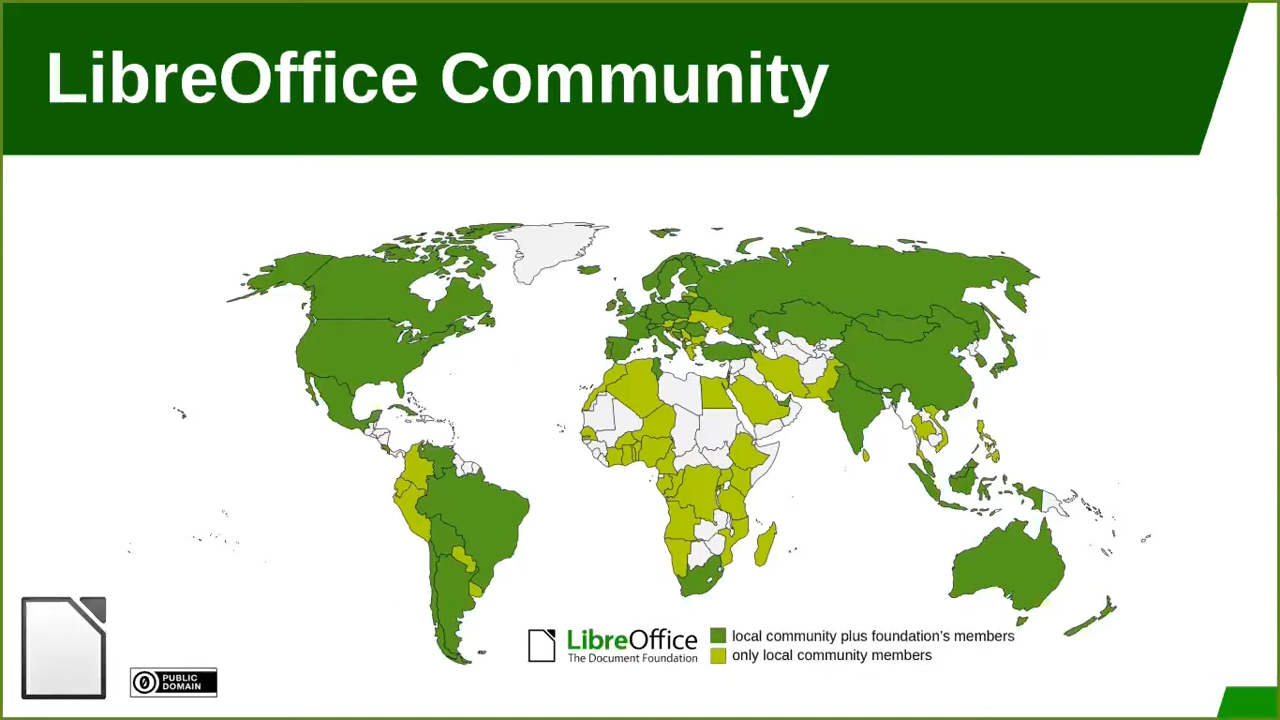 LibreOffice Community
LibreOffice
The Document Foundation
local community plus foundation's members
only local community members
PUBLIC
DOMAIN